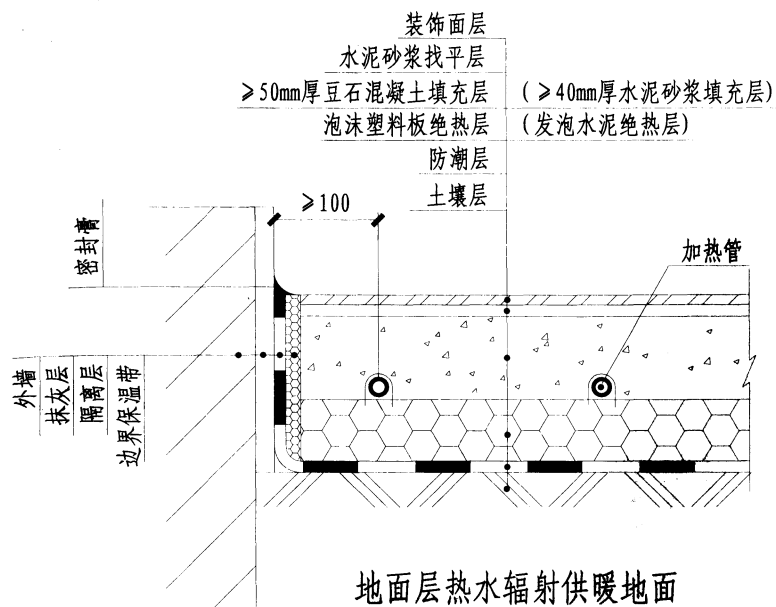 装饰面层
水泥砂浆找平层
≥50mm厚豆石混凝土填充层 (≥40mm厚水泥砂浆填充层)
泡沫塑料板绝热层 (发泡水泥绝热层)
防潮层
土壤层
≥100
密封膏
加热管
外墙
抹灰层
隔离层
边界保温带
地面层热水辐射供暖地面